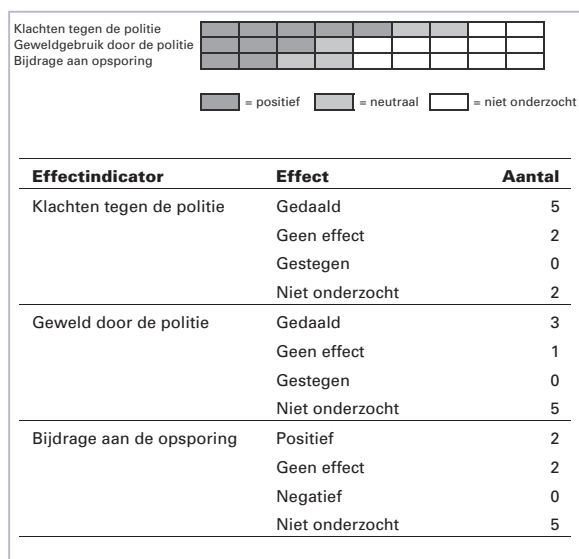 Klachten tegen de politie
Geweldgebruik door de politie
Bijdrage aan opsporing
= positief = neutraal = niet onderzocht
Effectindicator Effect Aantal
Klachten tegen de politie Gedaald 5
Geen effect 2
Gestegen 0
Niet onderzocht 2
Geweld door de politie Gedaald 3
Geen effect 1
Gestegen 0
Niet onderzocht 5
Bijdrage aan de opsporing Positief 2
Geen effect 2
Negatief 0
Niet onderzocht 5